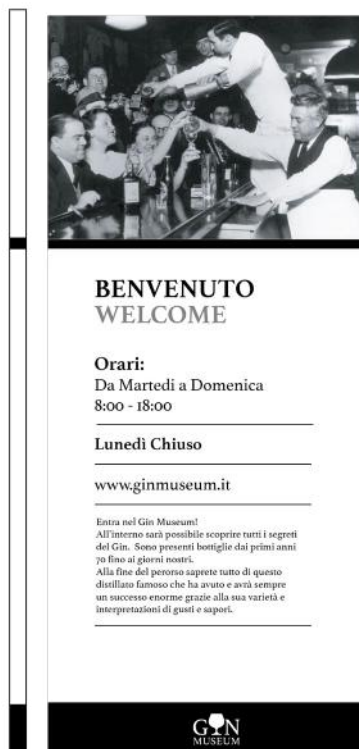 BENVENUTO
WELCOME
Orari:
Da Martedi a Domenica
8:00 - 18:00
Lunedì Chiuso
www.ginmuseum.it
Entra nel Gin Museum!
All'interno sarà possibile scoprire tutti i segreti
del Gin. Sono presenti bottiglie dai primi anni
70 fino ai giorni nostri.
Alla fine del perorso saprete tutto di questo
distillato famoso che ha avuto e avrà sempre
un successo enorme grazie alla sua varietà e
interpretazioni di gusti e sapori.
GIN
MUSEUM